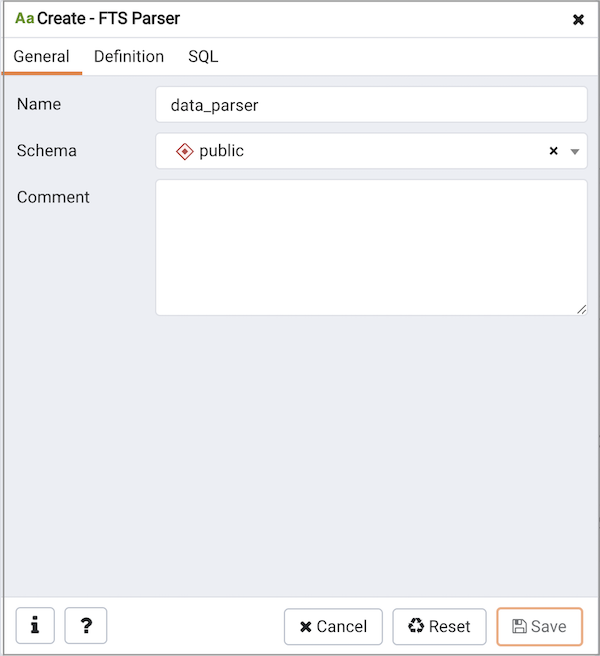 Aa Create - FTS Parser
General Definition SQL
Name data_parser
Schema public
Comment
i ? Cancel Reset Save